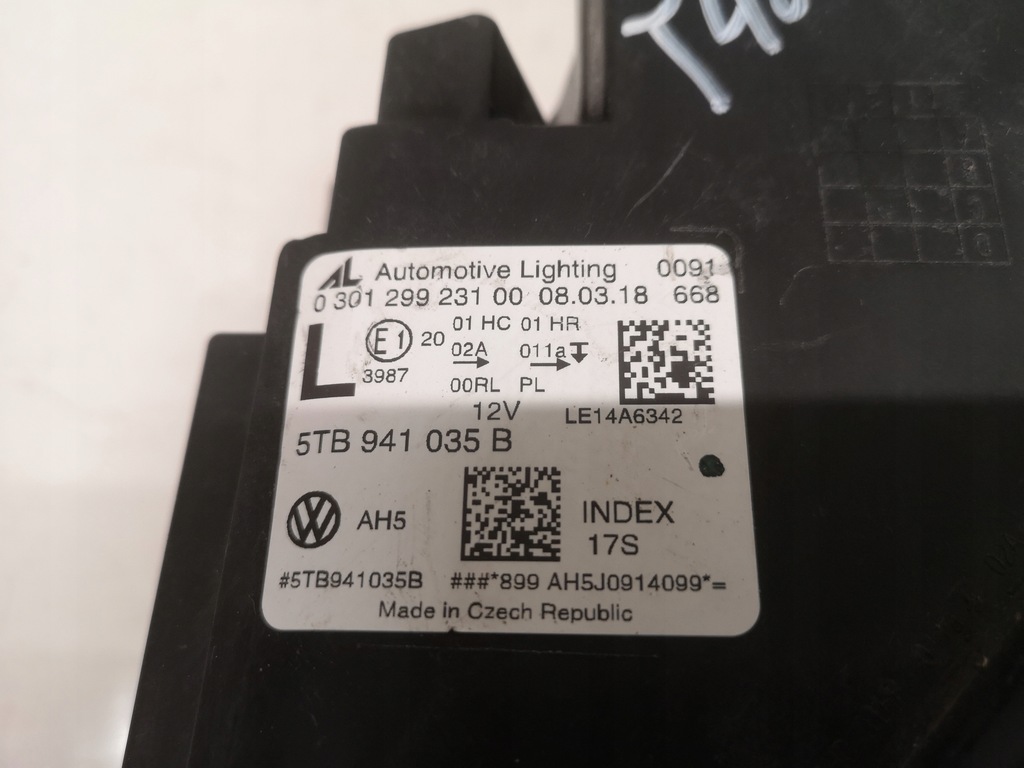 AL Automotive Lighting 0091
0 301 299 231 00 08.03.18 668
L E1 20 01 HC 01 HR
3987 02A 011a
00RL PL
12V LE14A6342
5TB 941 035 B
AH5 INDEX
17S
#5TB941035B ###*899 AH5J0914099*=
Made in Czech Republic